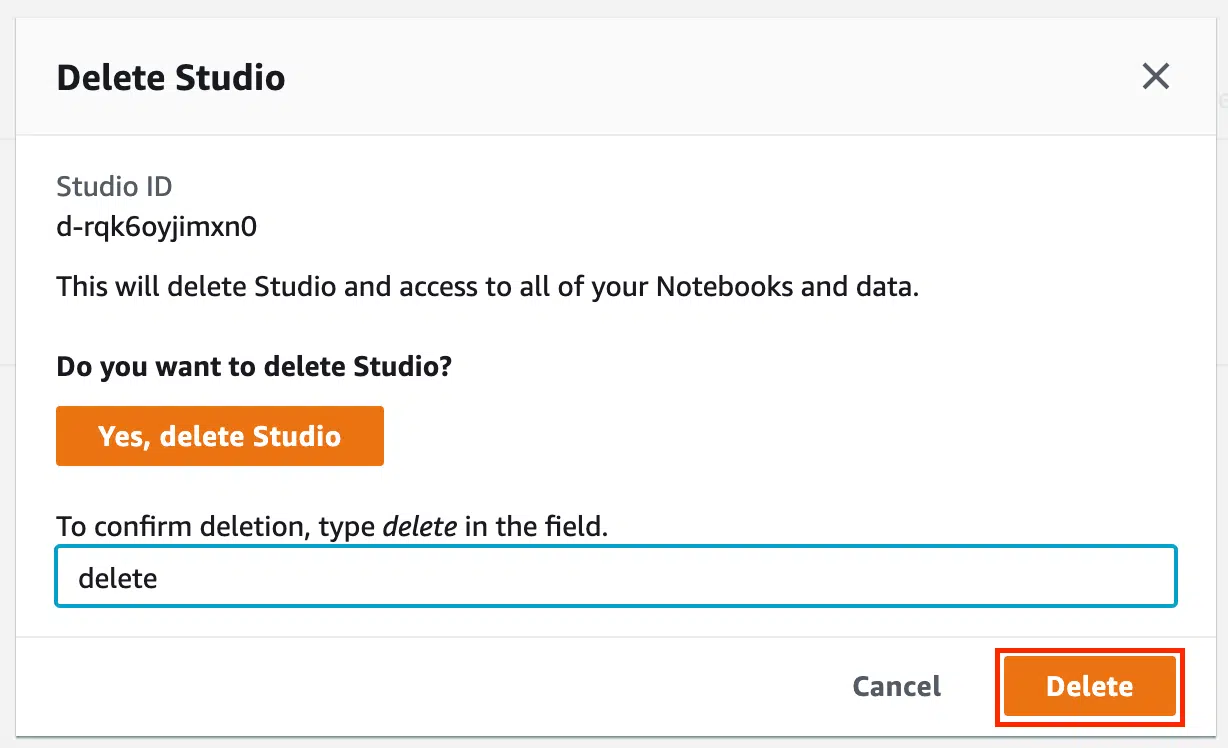 Delete Studio
Studio ID
d-rqk6oyjimxn0
This will delete Studio and access to all of your Notebooks and data.
Do you want to delete Studio?
Yes, delete Studio
To confirm deletion, type delete in the field.
delete
Cancel
Delete